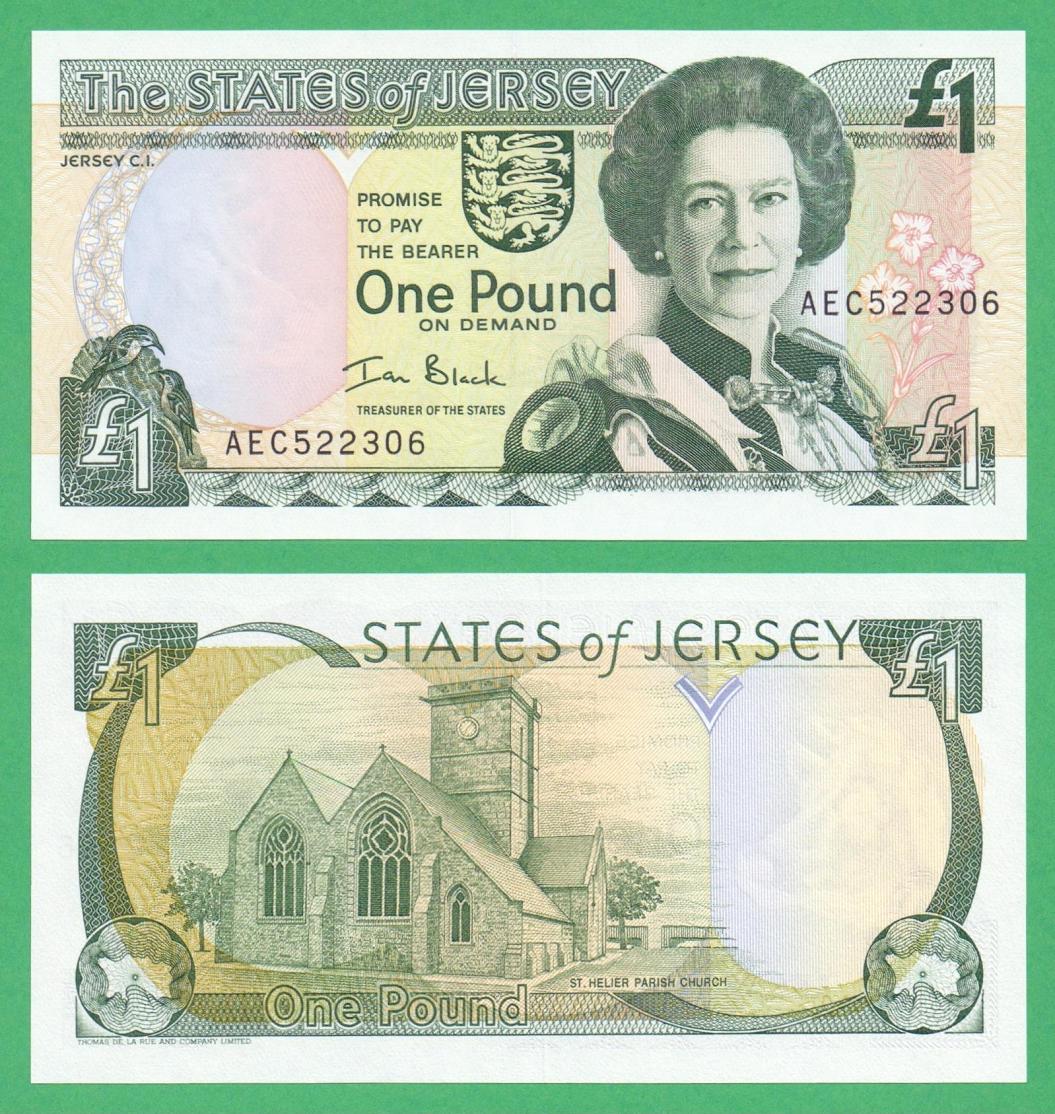 The STATES of JERSEY
£1
JERSEY C.I.
PROMISE
TO PAY
THE BEARER
One Pound
ON DEMAND
AEC522306
Ian Black
TREASURER OF THE STATES
AEC522306
£1
£1
£1
STATES of JERSEY
£1
ST. HELIER PARISH CHURCH
One Pound
THOMAS DE LA RUE AND COMPANY LIMITED.